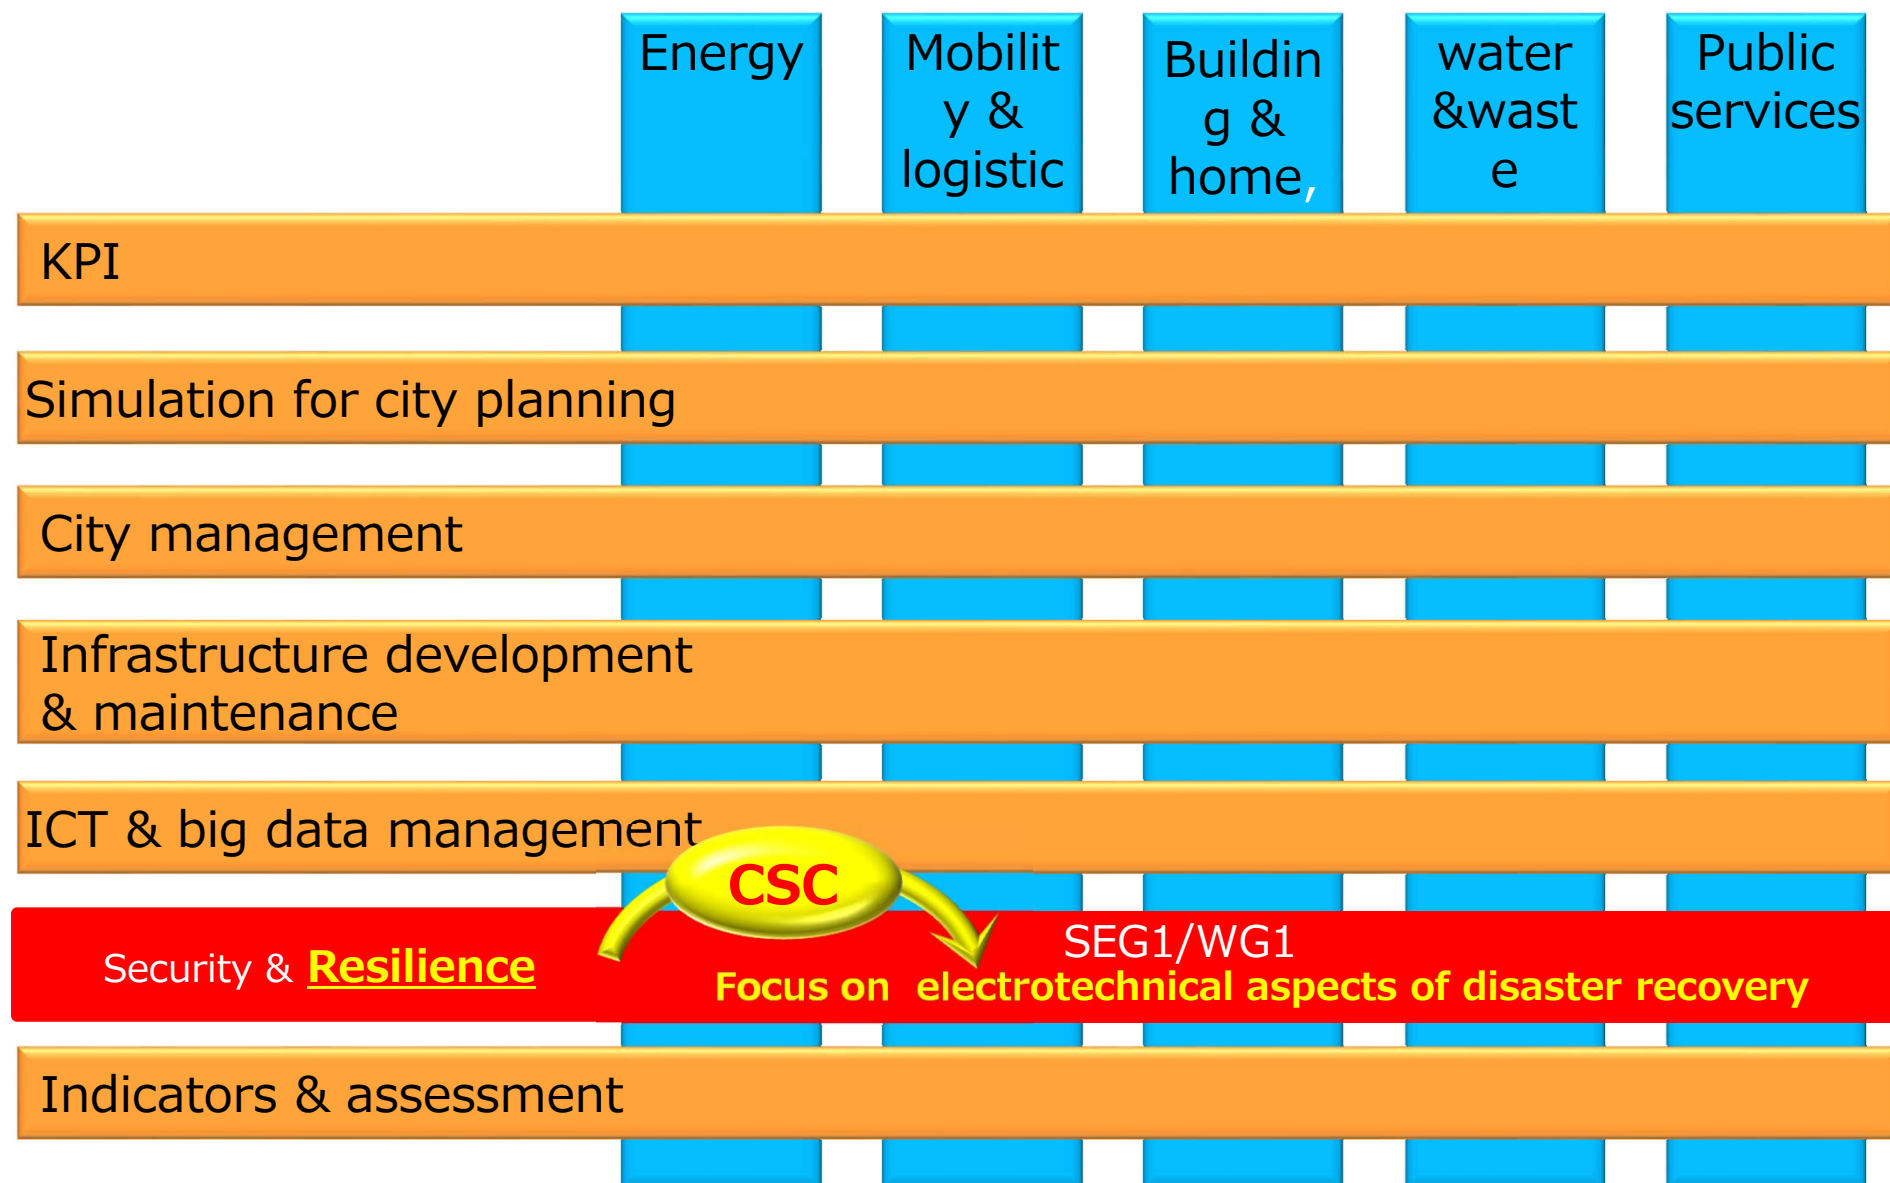 Energy
Mobilit
y &
logistic
Buildin
g &
home,
water
&wast
e
Public
services
KPI
Simulation for city planning
City management
Infrastructure development
& maintenance
ICT & big data management
CSC
Security & Resilience
SEG1/WG1
Focus on electrotechnical aspects of disaster recovery
Indicators & assessment